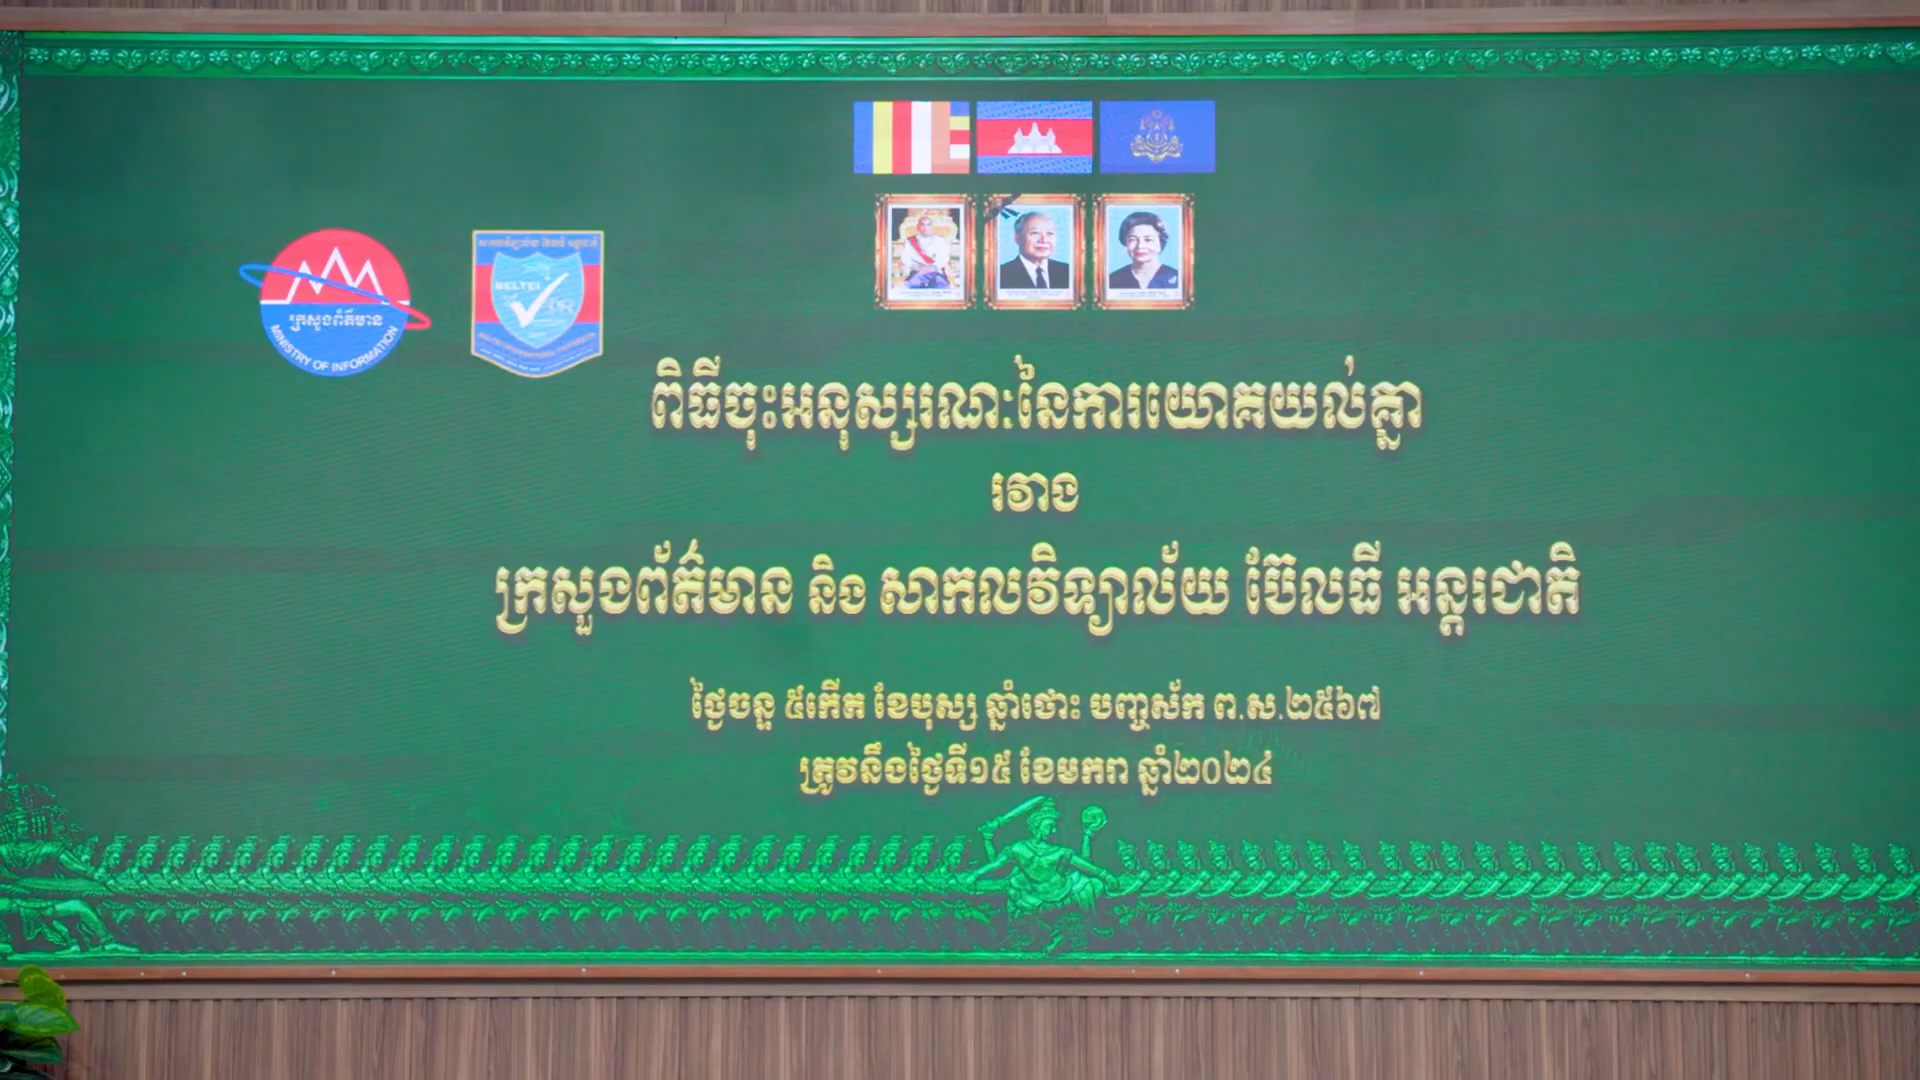 ក្រសួងព័ត៌មាន
MINISTRY OF INFORMATION
BELTEI
ពិធីចុះអនុស្សរណៈនៃការយោគយល់គ្នា
រវាង
ក្រសួងព័ត៌មាន និង សាកលវិទ្យាល័យ ប៊ែលធី អន្តរជាតិ
ថ្ងៃចន្ទ ៥កើត ខែបុស្ស ឆ្នាំថោះ បញ្ចស័ក ព.ស.២៥៦៧
ត្រូវនឹងថ្ងៃទី១៥ ខែមករា ឆ្នាំ២០២៤